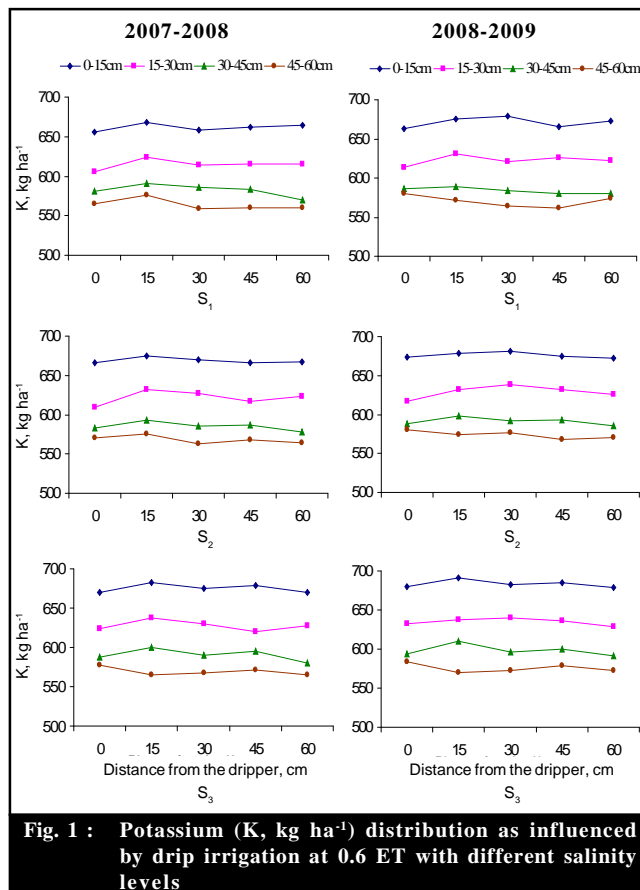 2007-2008 2008-2009
0-15cm 15-30cm 30-45cm 45-60cm 0-15cm 15-30cm 30-45cm 45-60cm
700 700
650 650
600 600
550 550
500 500
K, kg ha⁻¹
0 15 30 45 60 0 15 30 45 60
S₁ S₁
700 700
650 650
600 600
550 550
500 500
K, kg ha⁻¹
0 15 30 45 60 0 15 30 45 60
S₂ S₂
700 700
650 650
600 600
550 550
500 500
K, kg ha⁻¹
0 15 30 45 60 0 15 30 45 60
Distance from the dripper, cm Distance from the dripper, cm
S₃ S₃
Fig. 1 : Potassium (K, kg ha⁻¹) distribution as influenced
by drip irrigation at 0.6 ET with different salinity
levels